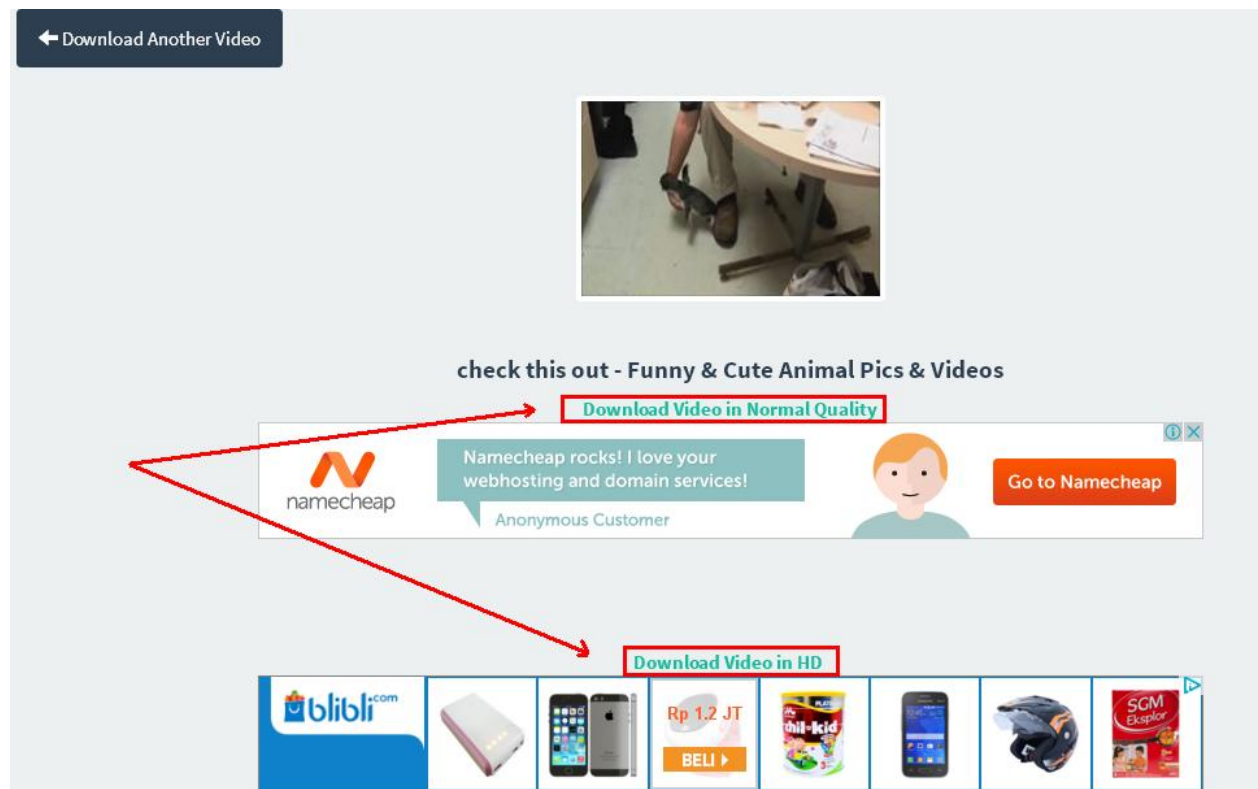 Download Another Video
check this out - Funny & Cute Animal Pics & Videos
Download Video in Normal Quality
namecheap
Namecheap rocks! I love your
webhosting and domain services!
Anonymous Customer
Go to Namecheap
Download Video in HD
blibli.com
Rp 1.2 JT
BELI
chil-kid
SGM
Eksplor